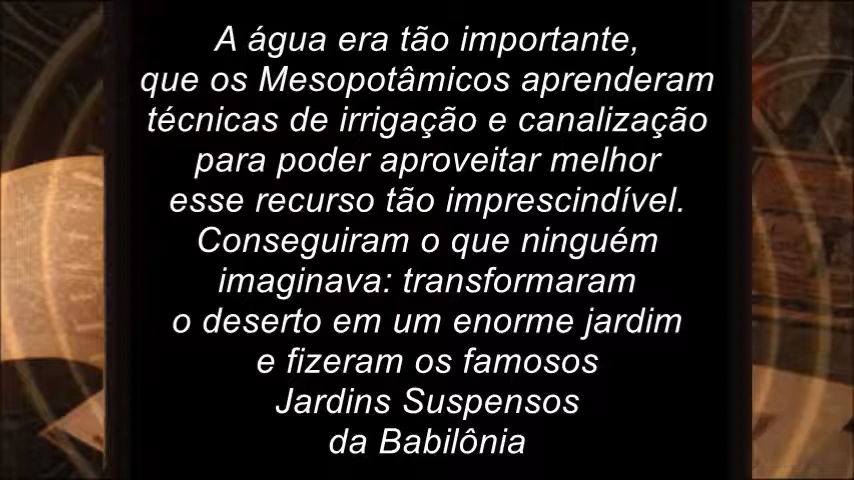 A água era tão importante,
que os Mesopotâmicos aprenderam
técnicas de irrigação e canalização
para poder aproveitar melhor
esse recurso tão imprescindível.
Conseguiram o que ninguém
imaginava: transformaram
o deserto em um enorme jardim
e fizeram os famosos
Jardins Suspensos
da Babilônia